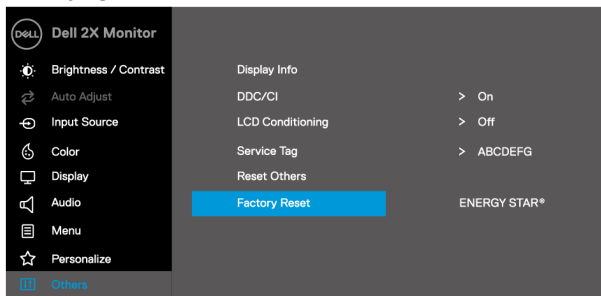 DELL Dell 2X Monitor
Brightness / Contrast
Auto Adjust
Input Source
Color
Display
Audio
Menu
Personalize
Others
Display Info
DDC/CI > On
LCD Conditioning > Off
Service Tag > ABCDEFG
Reset Others
Factory Reset ENERGY STAR®